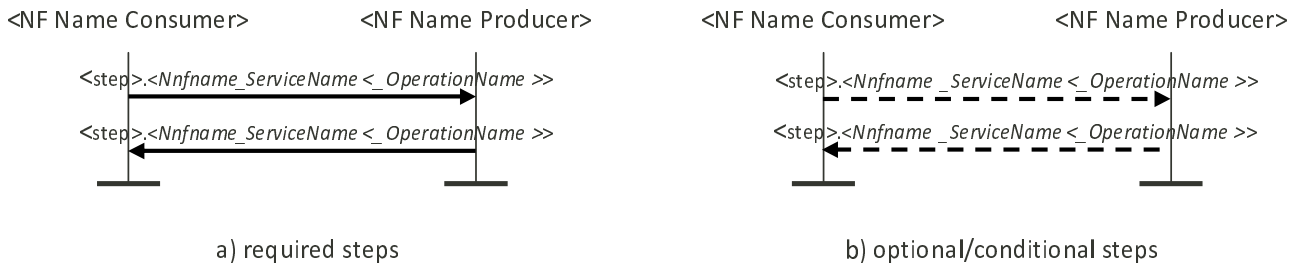 <NF Name Consumer> <NF Name Producer> <NF Name Consumer> <NF Name Producer>
<step>.<Nnfname_ServiceName <_OperationName >> <step>.<Nnfname _ServiceName <_OperationName >>
<step>.<Nnfname_ServiceName <_OperationName >> <step>.<Nnfname _ServiceName <_OperationName >>
a) required steps b) optional/conditional steps